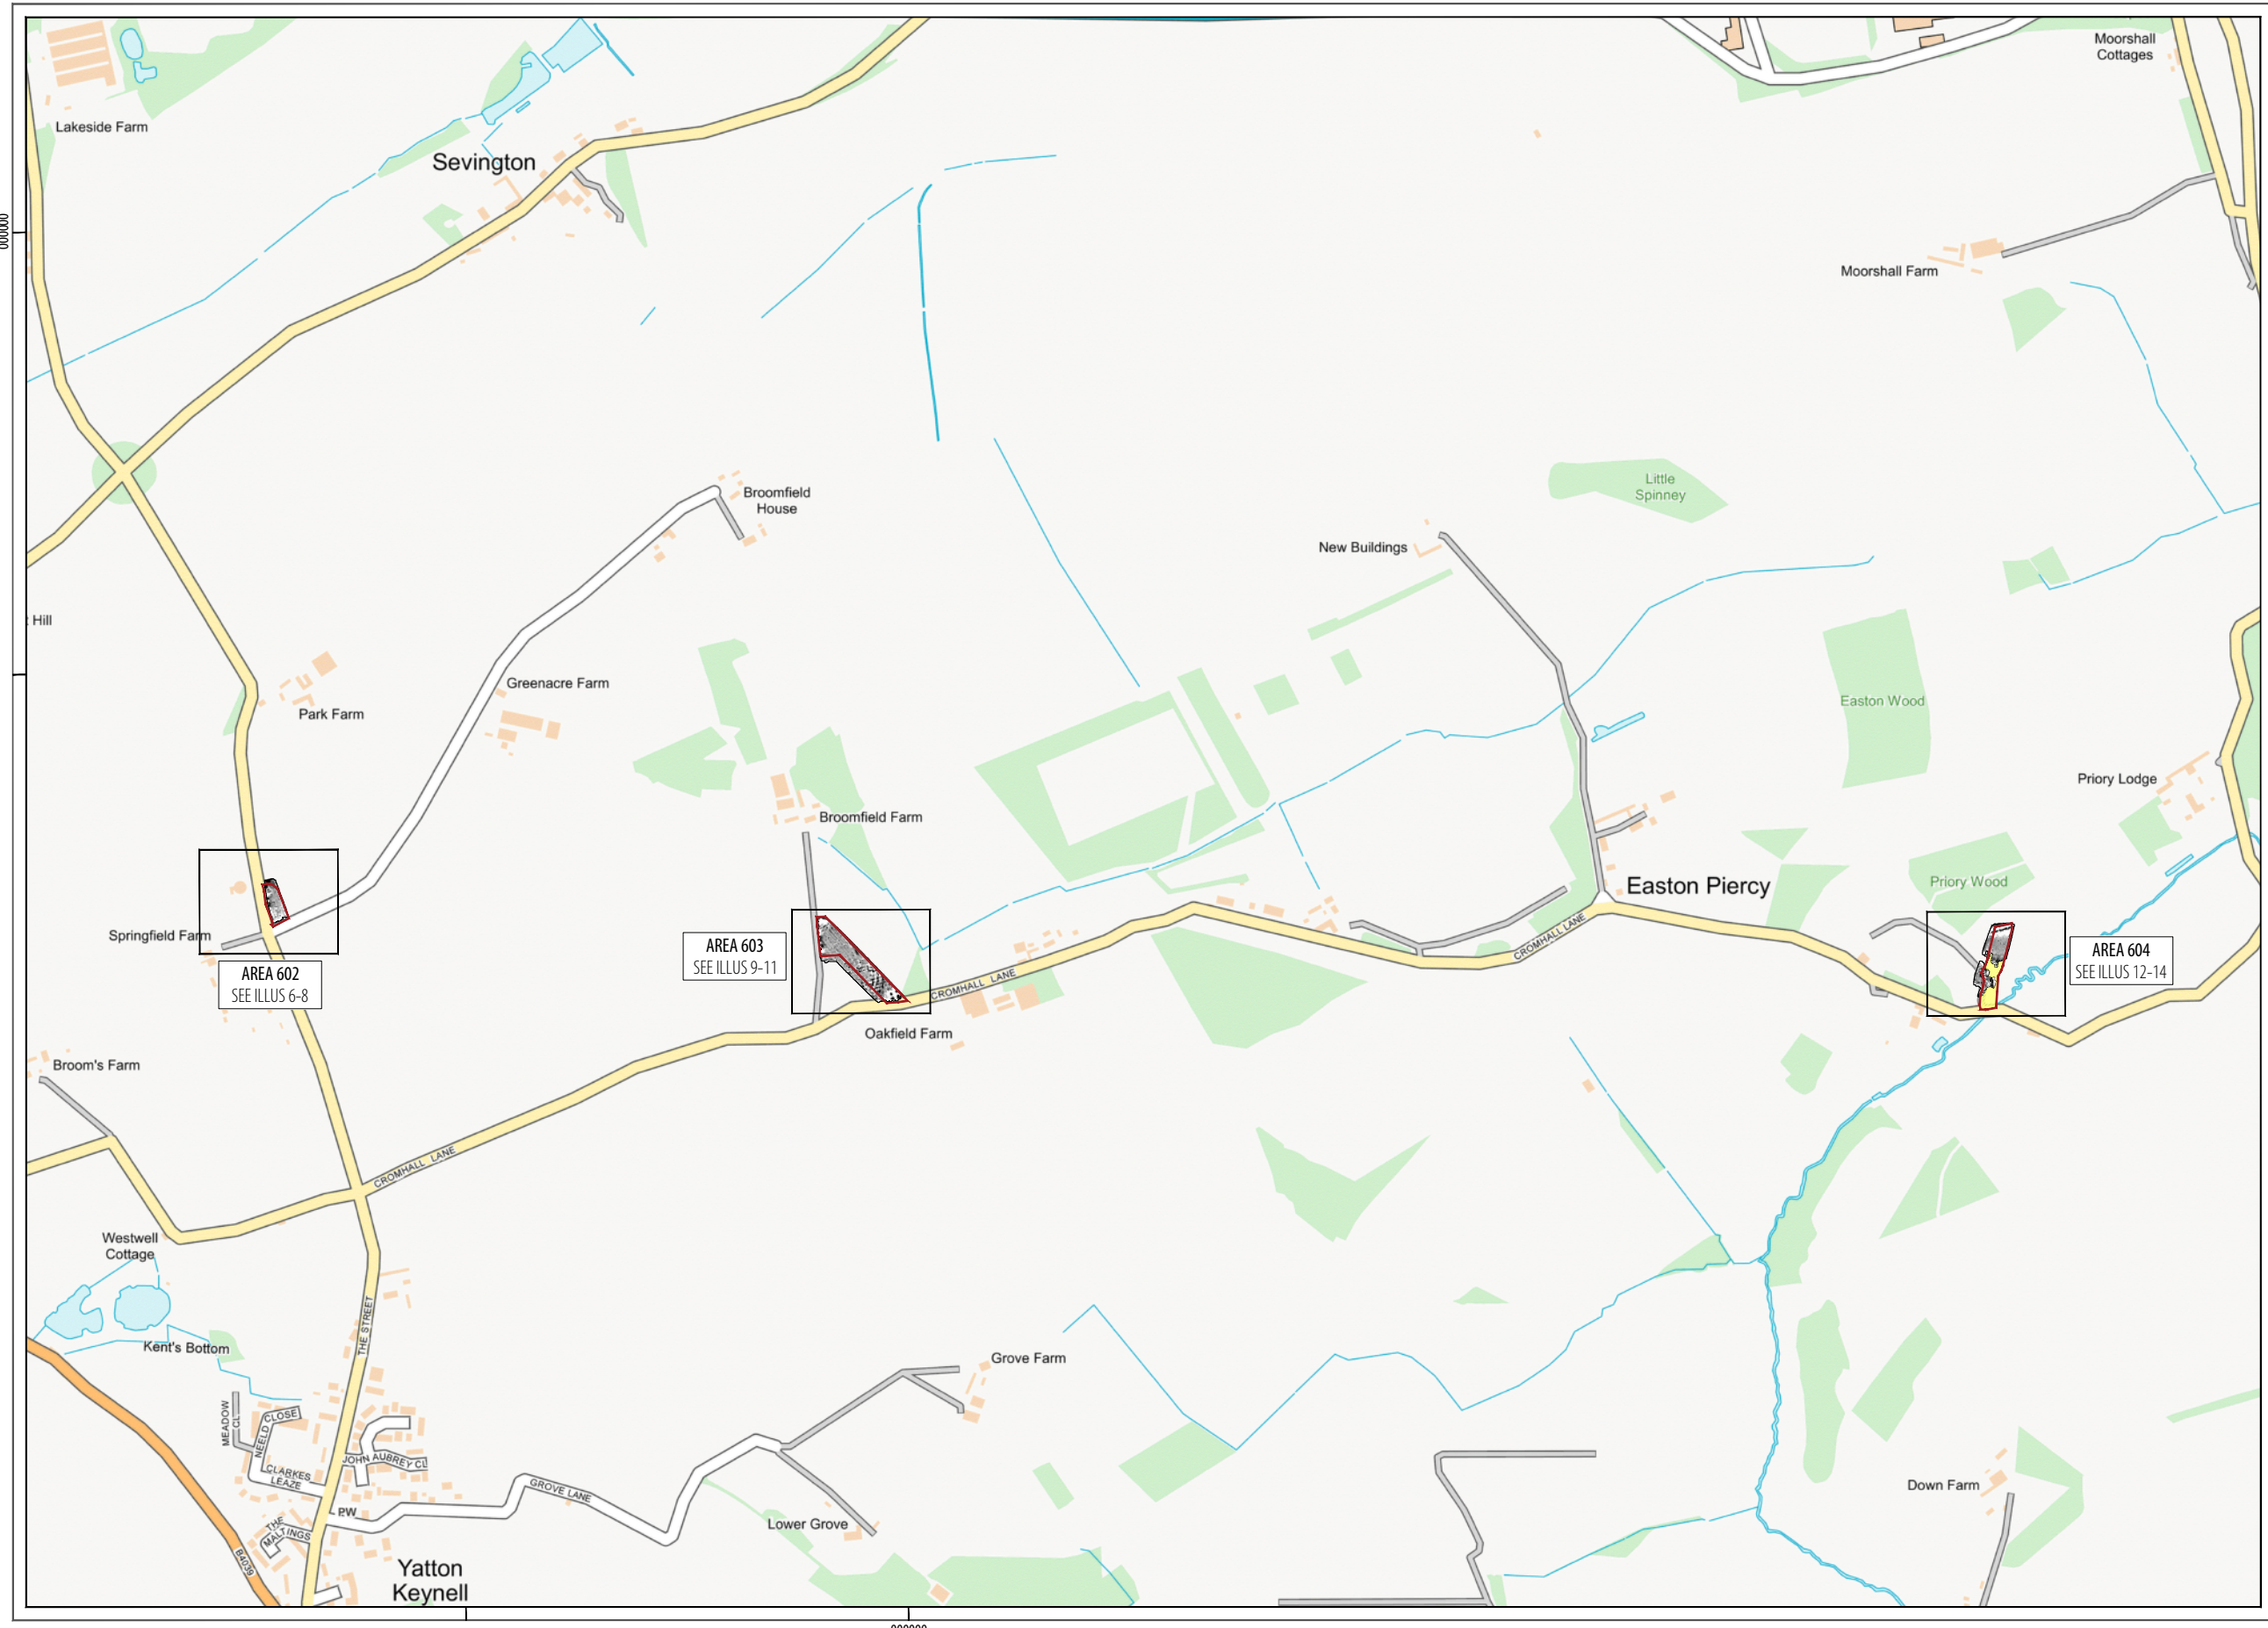 Moorshall
Cottages
Lakeside Farm
Sevington
000000
Moorshall Farm
Little
Spinney
Broomfield
House
New Buildings
Hill
Greenacre Farm
Easton Wood
Park Farm
Priory Lodge
Broomfield Farm
Priory Wood
Easton Piercy
CROMHALL LANE
Springfield Farm
AREA 602
SEE ILLUS 6-8
AREA 603
SEE ILLUS 9-11
AREA 604
SEE ILLUS 12-14
CROMHALL LANE
Oakfield Farm
Broom's Farm
CROMHALL LANE
Westwell
Cottage
THE STREET
Kent's Bottom
Grove Farm
MEADOW
CL
NEELD CLOSE
CLARKES
LEAZE
JOHN AUBREY CL
GROVE LANE
PW
THE
MALTINGS
Lower Grove
Down Farm
B4039
Yatton
Keynell
000000